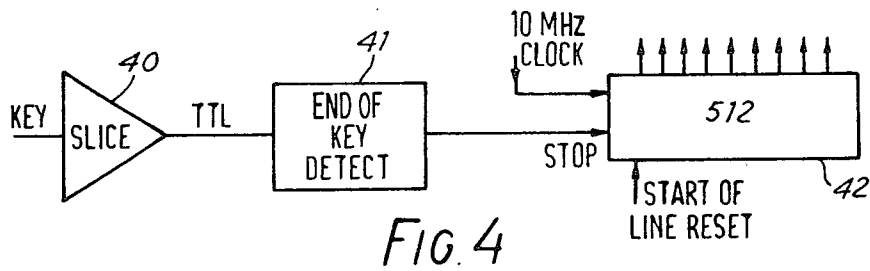 KEY
SLICE
40
TTL
41
END OF
KEY
DETECT
10 MHz
CLOCK
STOP
512
42
START OF
LINE RESET
FIG. 4